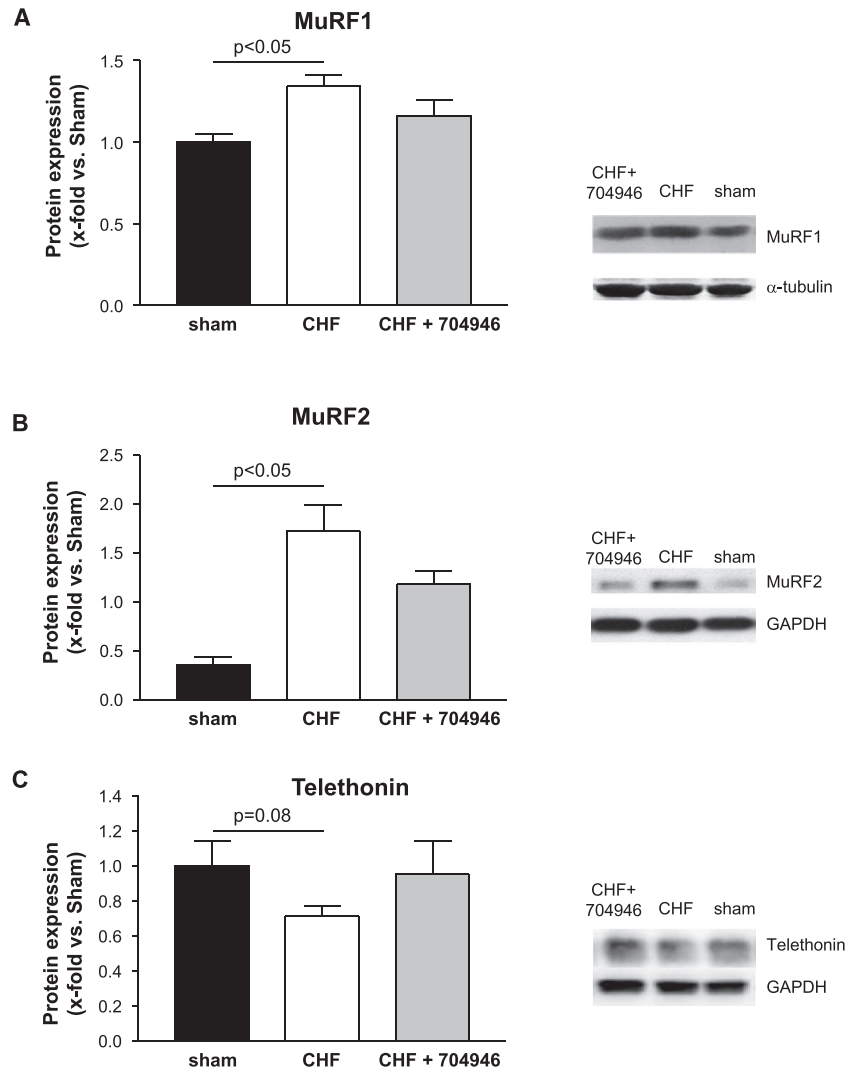 A
MuRF1
p<0.05
Protein expression
(x-fold vs. Sham)
1.5
1.0
0.5
0.0
sham CHF CHF + 704946
CHF+
704946 CHF sham
MuRF1
α-tubulin
B
MuRF2
p<0.05
Protein expression
(x-fold vs. Sham)
2.5
2.0
1.5
1.0
0.5
0.0
sham CHF CHF + 704946
CHF+
704946 CHF sham
MuRF2
GAPDH
C
Telethonin
p=0.08
Protein expression
(x-fold vs. Sham)
1.4
1.2
1.0
0.8
0.6
0.4
0.2
0.0
sham CHF CHF + 704946
CHF+
704946 CHF sham
Telethonin
GAPDH